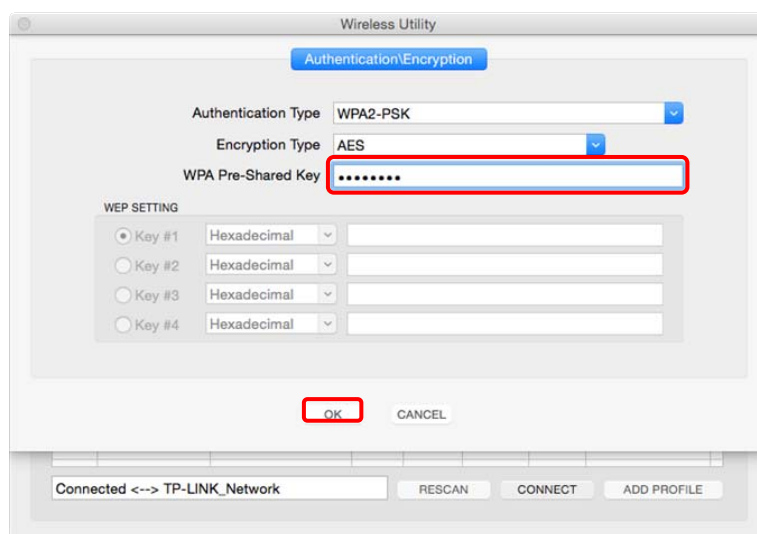 Wireless Utility
Authentication\Encryption
Authentication Type WPA2-PSK
Encryption Type AES
WPA Pre-Shared Key ••••••••
WEP SETTING
Key #1 Hexadecimal
Key #2 Hexadecimal
Key #3 Hexadecimal
Key #4 Hexadecimal
OK CANCEL
Connected <--> TP-LINK_Network RESCAN CONNECT ADD PROFILE